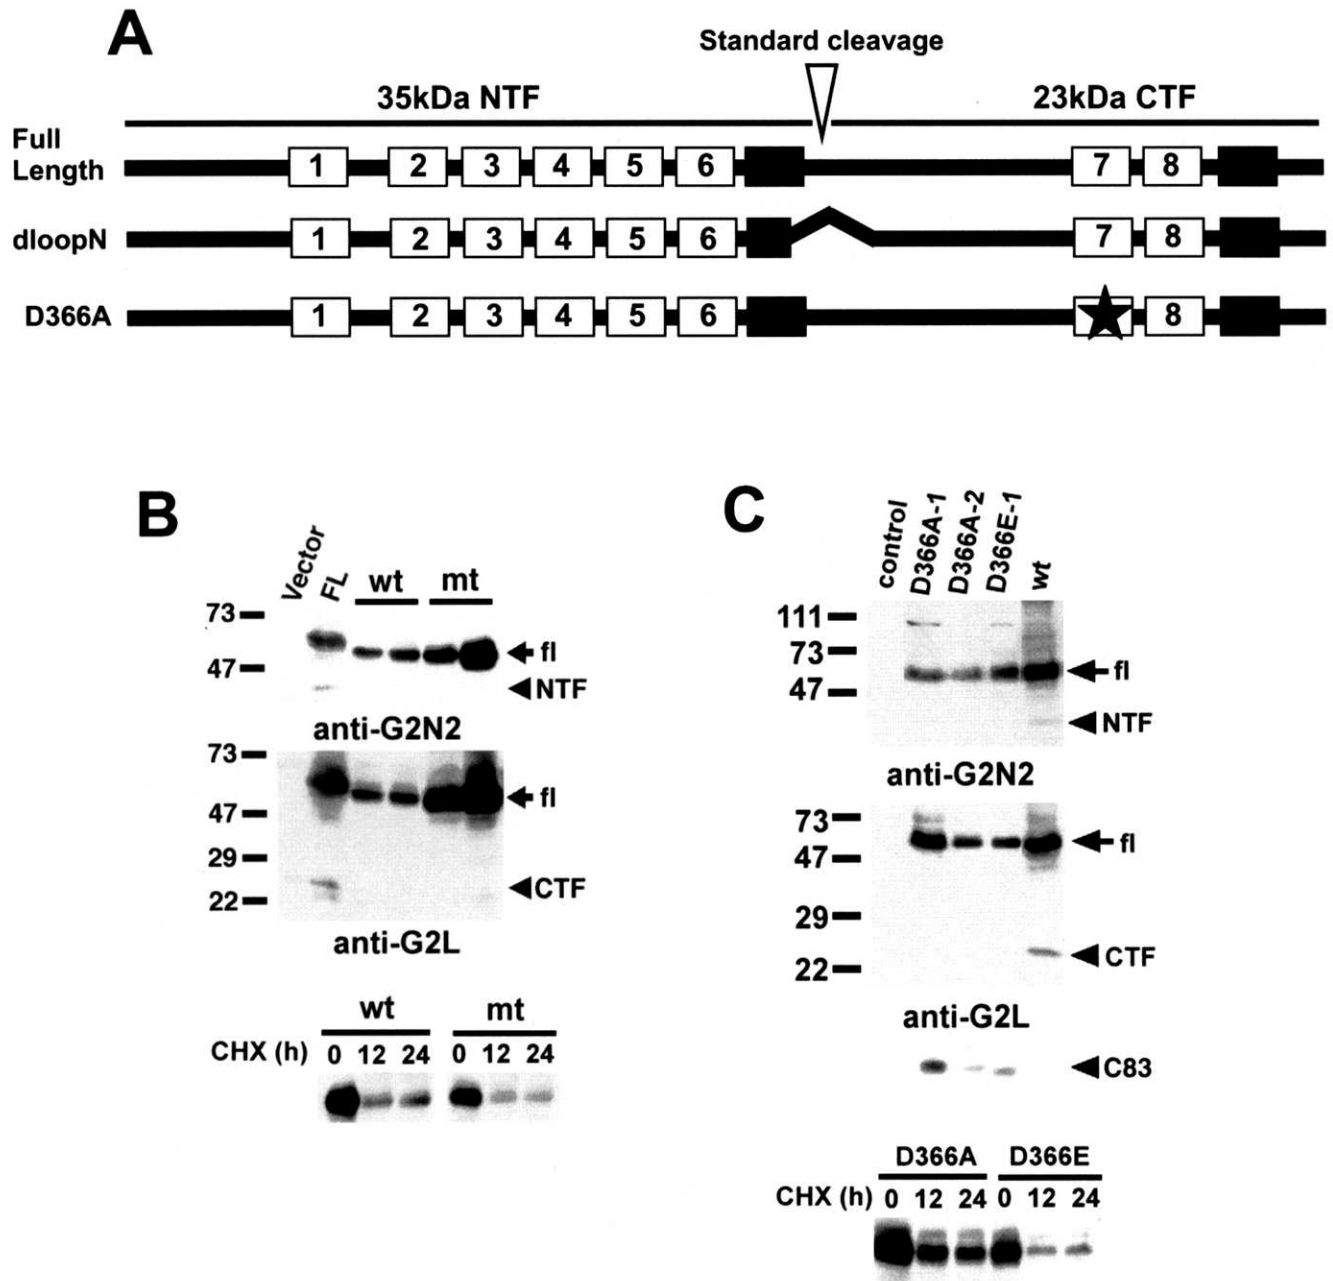 A
Standard cleavage
35kDa NTF 23kDa CTF
Full
Length 1 2 3 4 5 6 7 8
dloopN 1 2 3 4 5 6 7 8
D366A 1 2 3 4 5 6 8
B
Vector FL wt mt
73
47
fl
NTF
anti-G2N2
73
47
29
22
fl
CTF
anti-G2L
wt mt
CHX (h) 0 12 24 0 12 24
C
control D366A-1 D366A-2 D366E-1 wt
111
73
47
fl
NTF
anti-G2N2
73
47
29
22
fl
CTF
anti-G2L
C83
D366A D366E
CHX (h) 0 12 24 0 12 24